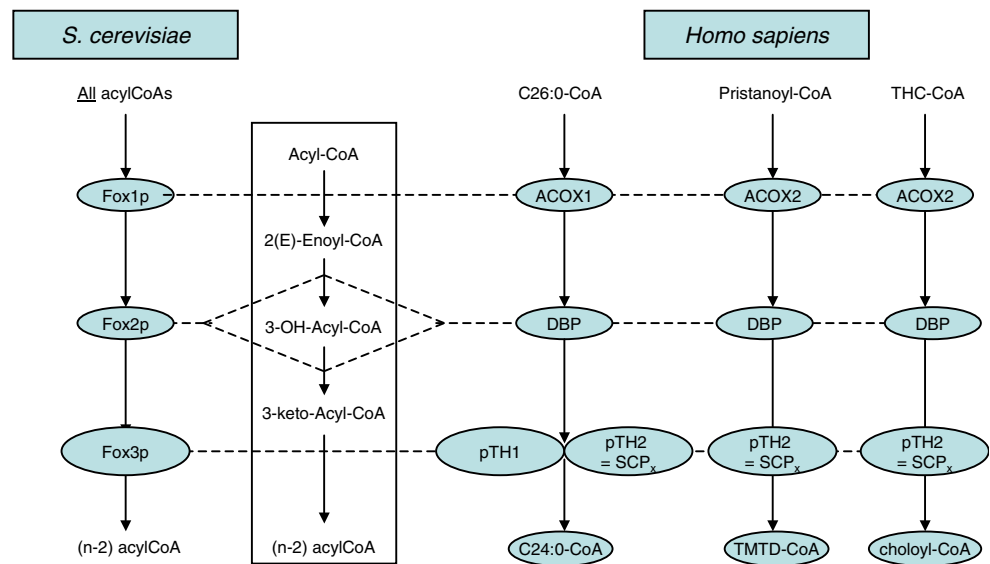 S. cerevisiae
Homo sapiens
All acylCoAs
C26:0-CoA
Pristanoyl-CoA
THC-CoA
Acyl-CoA
Fox1p
ACOX1
ACOX2
ACOX2
2(E)-Enoyl-CoA
Fox2p
3-OH-Acyl-CoA
DBP
DBP
DBP
3-keto-Acyl-CoA
Fox3p
pTH1
pTH2
= SCPx
pTH2
= SCPx
pTH2
= SCPx
(n-2) acylCoA
(n-2) acylCoA
C24:0-CoA
TMTD-CoA
choloyl-CoA